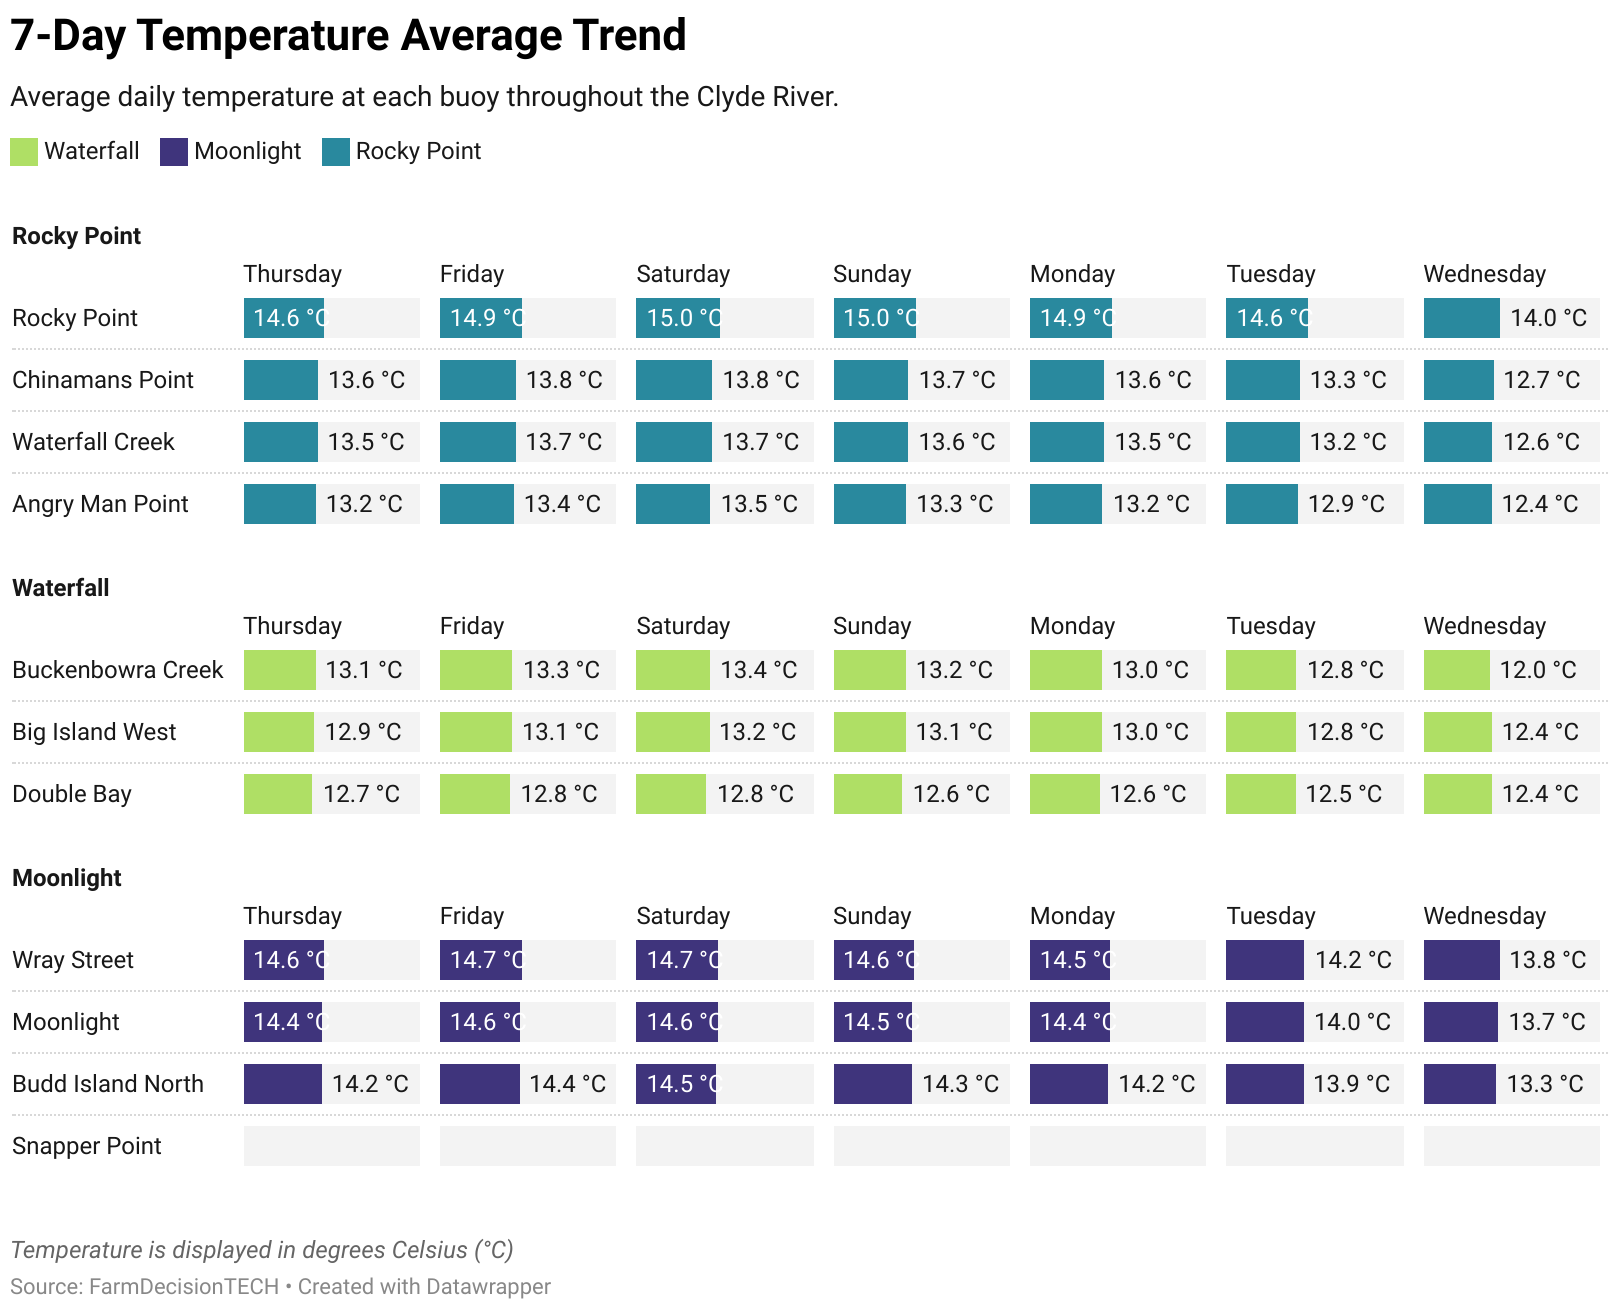 7-Day Temperature Average Trend
Average daily temperature at each buoy throughout the Clyde River.
Waterfall Moonlight Rocky Point
Rocky Point
Thursday Friday Saturday Sunday Monday Tuesday Wednesday
Rocky Point 14.6 °C 14.9 °C 15.0 °C 15.0 °C 14.9 °C 14.6 °C 14.0 °C
Chinamans Point 13.6 °C 13.8 °C 13.8 °C 13.7 °C 13.6 °C 13.3 °C 12.7 °C
Waterfall Creek 13.5 °C 13.7 °C 13.7 °C 13.6 °C 13.5 °C 13.2 °C 12.6 °C
Angry Man Point 13.2 °C 13.4 °C 13.5 °C 13.3 °C 13.2 °C 12.9 °C 12.4 °C
Waterfall
Thursday Friday Saturday Sunday Monday Tuesday Wednesday
Buckenbowra Creek 13.1 °C 13.3 °C 13.4 °C 13.2 °C 13.0 °C 12.8 °C 12.0 °C
Big Island West 12.9 °C 13.1 °C 13.2 °C 13.1 °C 13.0 °C 12.8 °C 12.4 °C
Double Bay 12.7 °C 12.8 °C 12.8 °C 12.6 °C 12.6 °C 12.5 °C 12.4 °C
Moonlight
Thursday Friday Saturday Sunday Monday Tuesday Wednesday
Wray Street 14.6 °C 14.7 °C 14.7 °C 14.6 °C 14.5 °C 14.2 °C 13.8 °C
Moonlight 14.4 °C 14.6 °C 14.6 °C 14.5 °C 14.4 °C 14.0 °C 13.7 °C
Budd Island North 14.2 °C 14.4 °C 14.5 °C 14.3 °C 14.2 °C 13.9 °C 13.3 °C
Snapper Point
Temperature is displayed in degrees Celsius (°C)
Source: FarmDecisionTECH • Created with Datawrapper